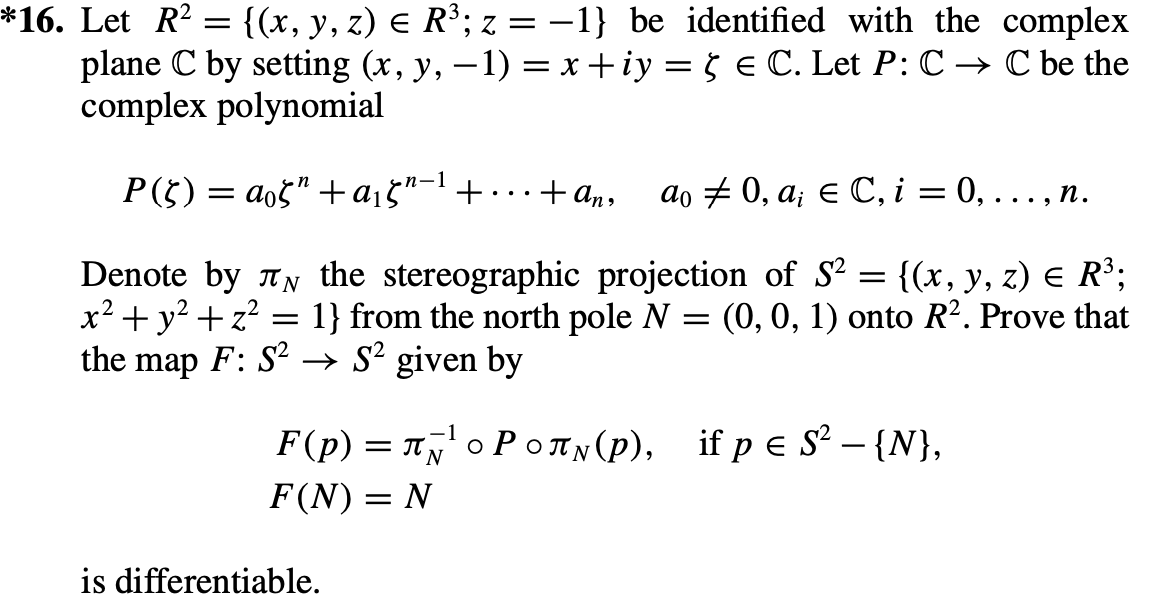 *16. Let R² = {(x, y, z) ∈ R³; z = −1} be identified with the complex
plane ℂ by setting (x, y, −1) = x + iy = ζ ∈ ℂ. Let P: ℂ → ℂ be the
complex polynomial
P(ζ) = a₀ζⁿ + a₁ζⁿ⁻¹ + ··· + aₙ, a₀ ≠ 0, aᵢ ∈ ℂ, i = 0, ..., n.
Denote by π_N the stereographic projection of S² = {(x, y, z) ∈ R³;
x² + y² + z² = 1} from the north pole N = (0, 0, 1) onto R². Prove that
the map F: S² → S² given by
F(p) = π_N⁻¹ ∘ P ∘ π_N(p), if p ∈ S² − {N},
F(N) = N
is differentiable.